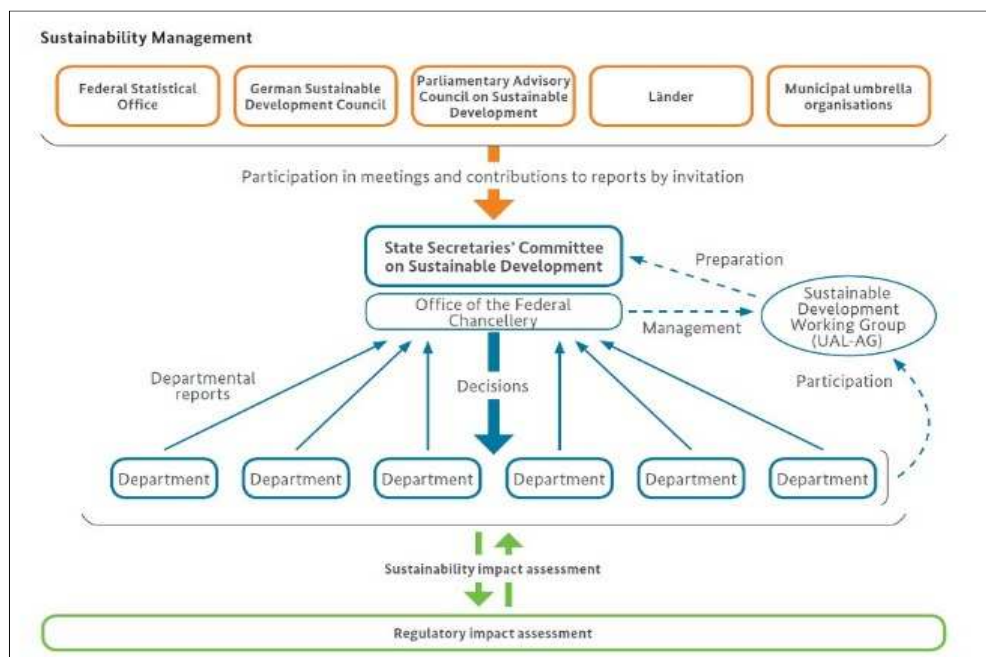 Sustainability Management
Federal Statistical
Office
German Sustainable
Development Council
Parliamentary Advisory
Council on Sustainable
Development
Länder
Municipal umbrella
organisations
Participation in meetings and contributions to reports by invitation
State Secretaries' Committee
on Sustainable Development
Preparation
Office of the Federal
Chancellery
Management
Sustainable
Development
Working Group
(UAL-AG)
Departmental
reports
Decisions
Participation
Department
Department
Department
Department
Department
Department
Sustainability impact assessment
Regulatory impact assessment